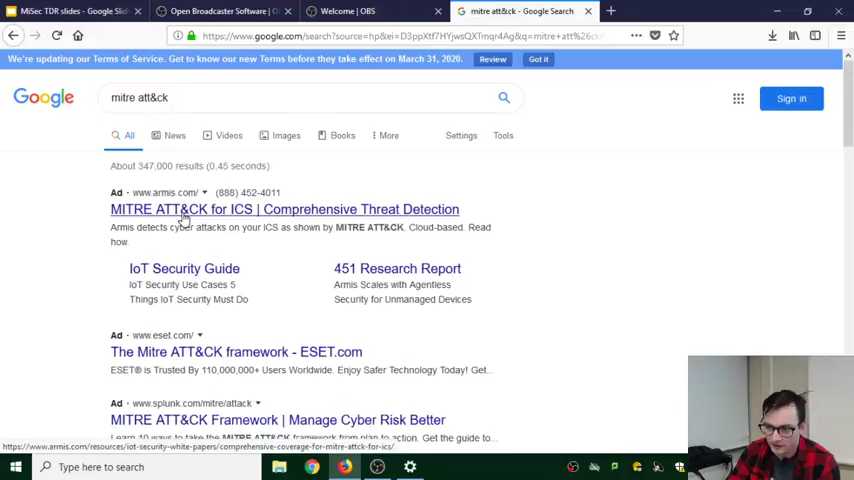 MiSec TDR slides - Google Slid
Open Broadcaster Software | O
Welcome | OBS
mitre att&ck - Google Search
https://www.google.com/search?source=hp&ei=D3ppXtf7HYjwsQXTmqr4Ag&q=mitre+att%26ck
We're updating our Terms of Service. Get to know our new Terms before they take effect on March 31, 2020.
Review
Got it
Google
mitre att&ck
Sign in
All
News
Videos
Images
Books
More
Settings
Tools
About 347,000 results (0.45 seconds)
Ad · www.armis.com/ (888) 452-4011
MITRE ATT&CK for ICS | Comprehensive Threat Detection
Armis detects cyber attacks on your ICS as shown by MITRE ATT&CK. Cloud-based. Read
how.
IoT Security Guide
IoT Security Use Cases 5
Things IoT Security Must Do
451 Research Report
Armis Scales with Agentless
Security for Unmanaged Devices
Ad · www.eset.com/
The Mitre ATT&CK framework - ESET.com
ESET® is Trusted By 110,000,000+ Users Worldwide. Enjoy Safer Technology Today! Get...
Ad · www.splunk.com/mitre/attack
MITRE ATT&CK Framework | Manage Cyber Risk Better
Learn 10 ways to take the MITRE ATT&CK framework from plan to action. Get the guide to...
https://www.armis.com/resources/iot-security-white-papers/comprehensive-coverage-for-mitre-attck-for-ics/
Type here to search